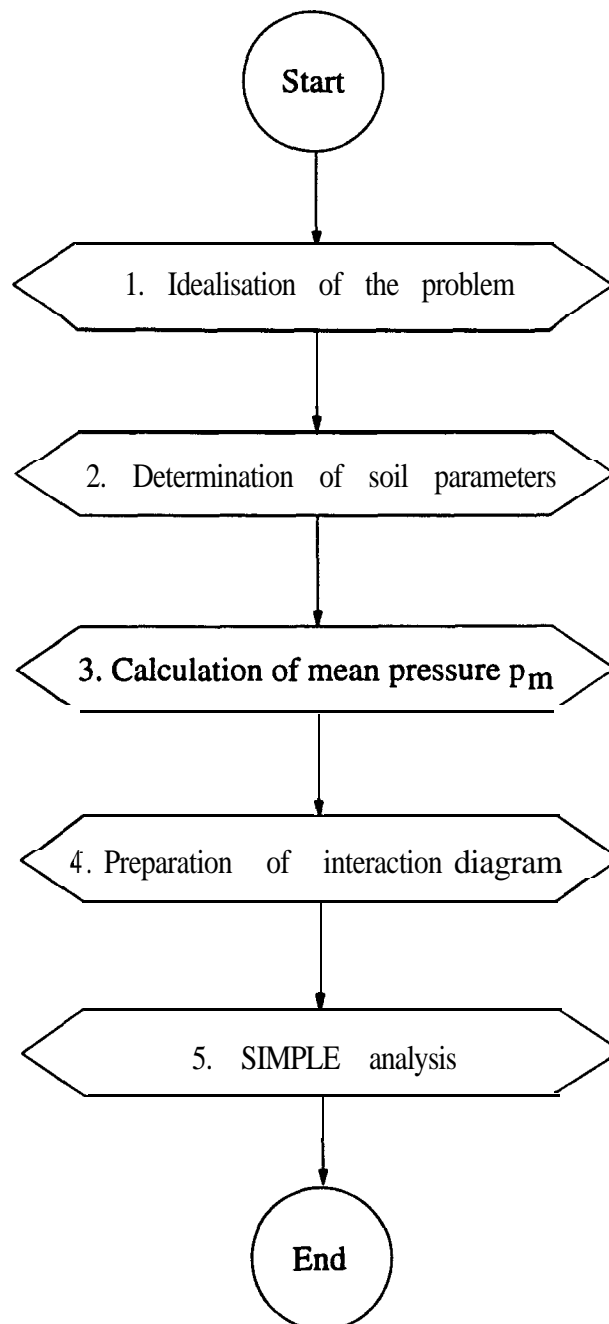 Start
1. Idealisation of the problem
2. Determination of soil parameters
3. Calculation of mean pressure pm
4. Preparation of interaction diagram
5. SIMPLE analysis
End